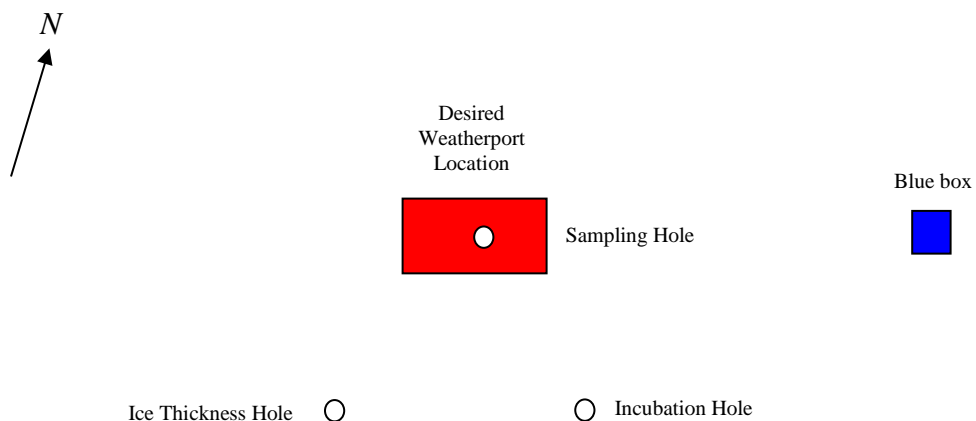 N
Desired
Weatherport
Location
Blue box
Sampling Hole
Ice Thickness Hole
Incubation Hole